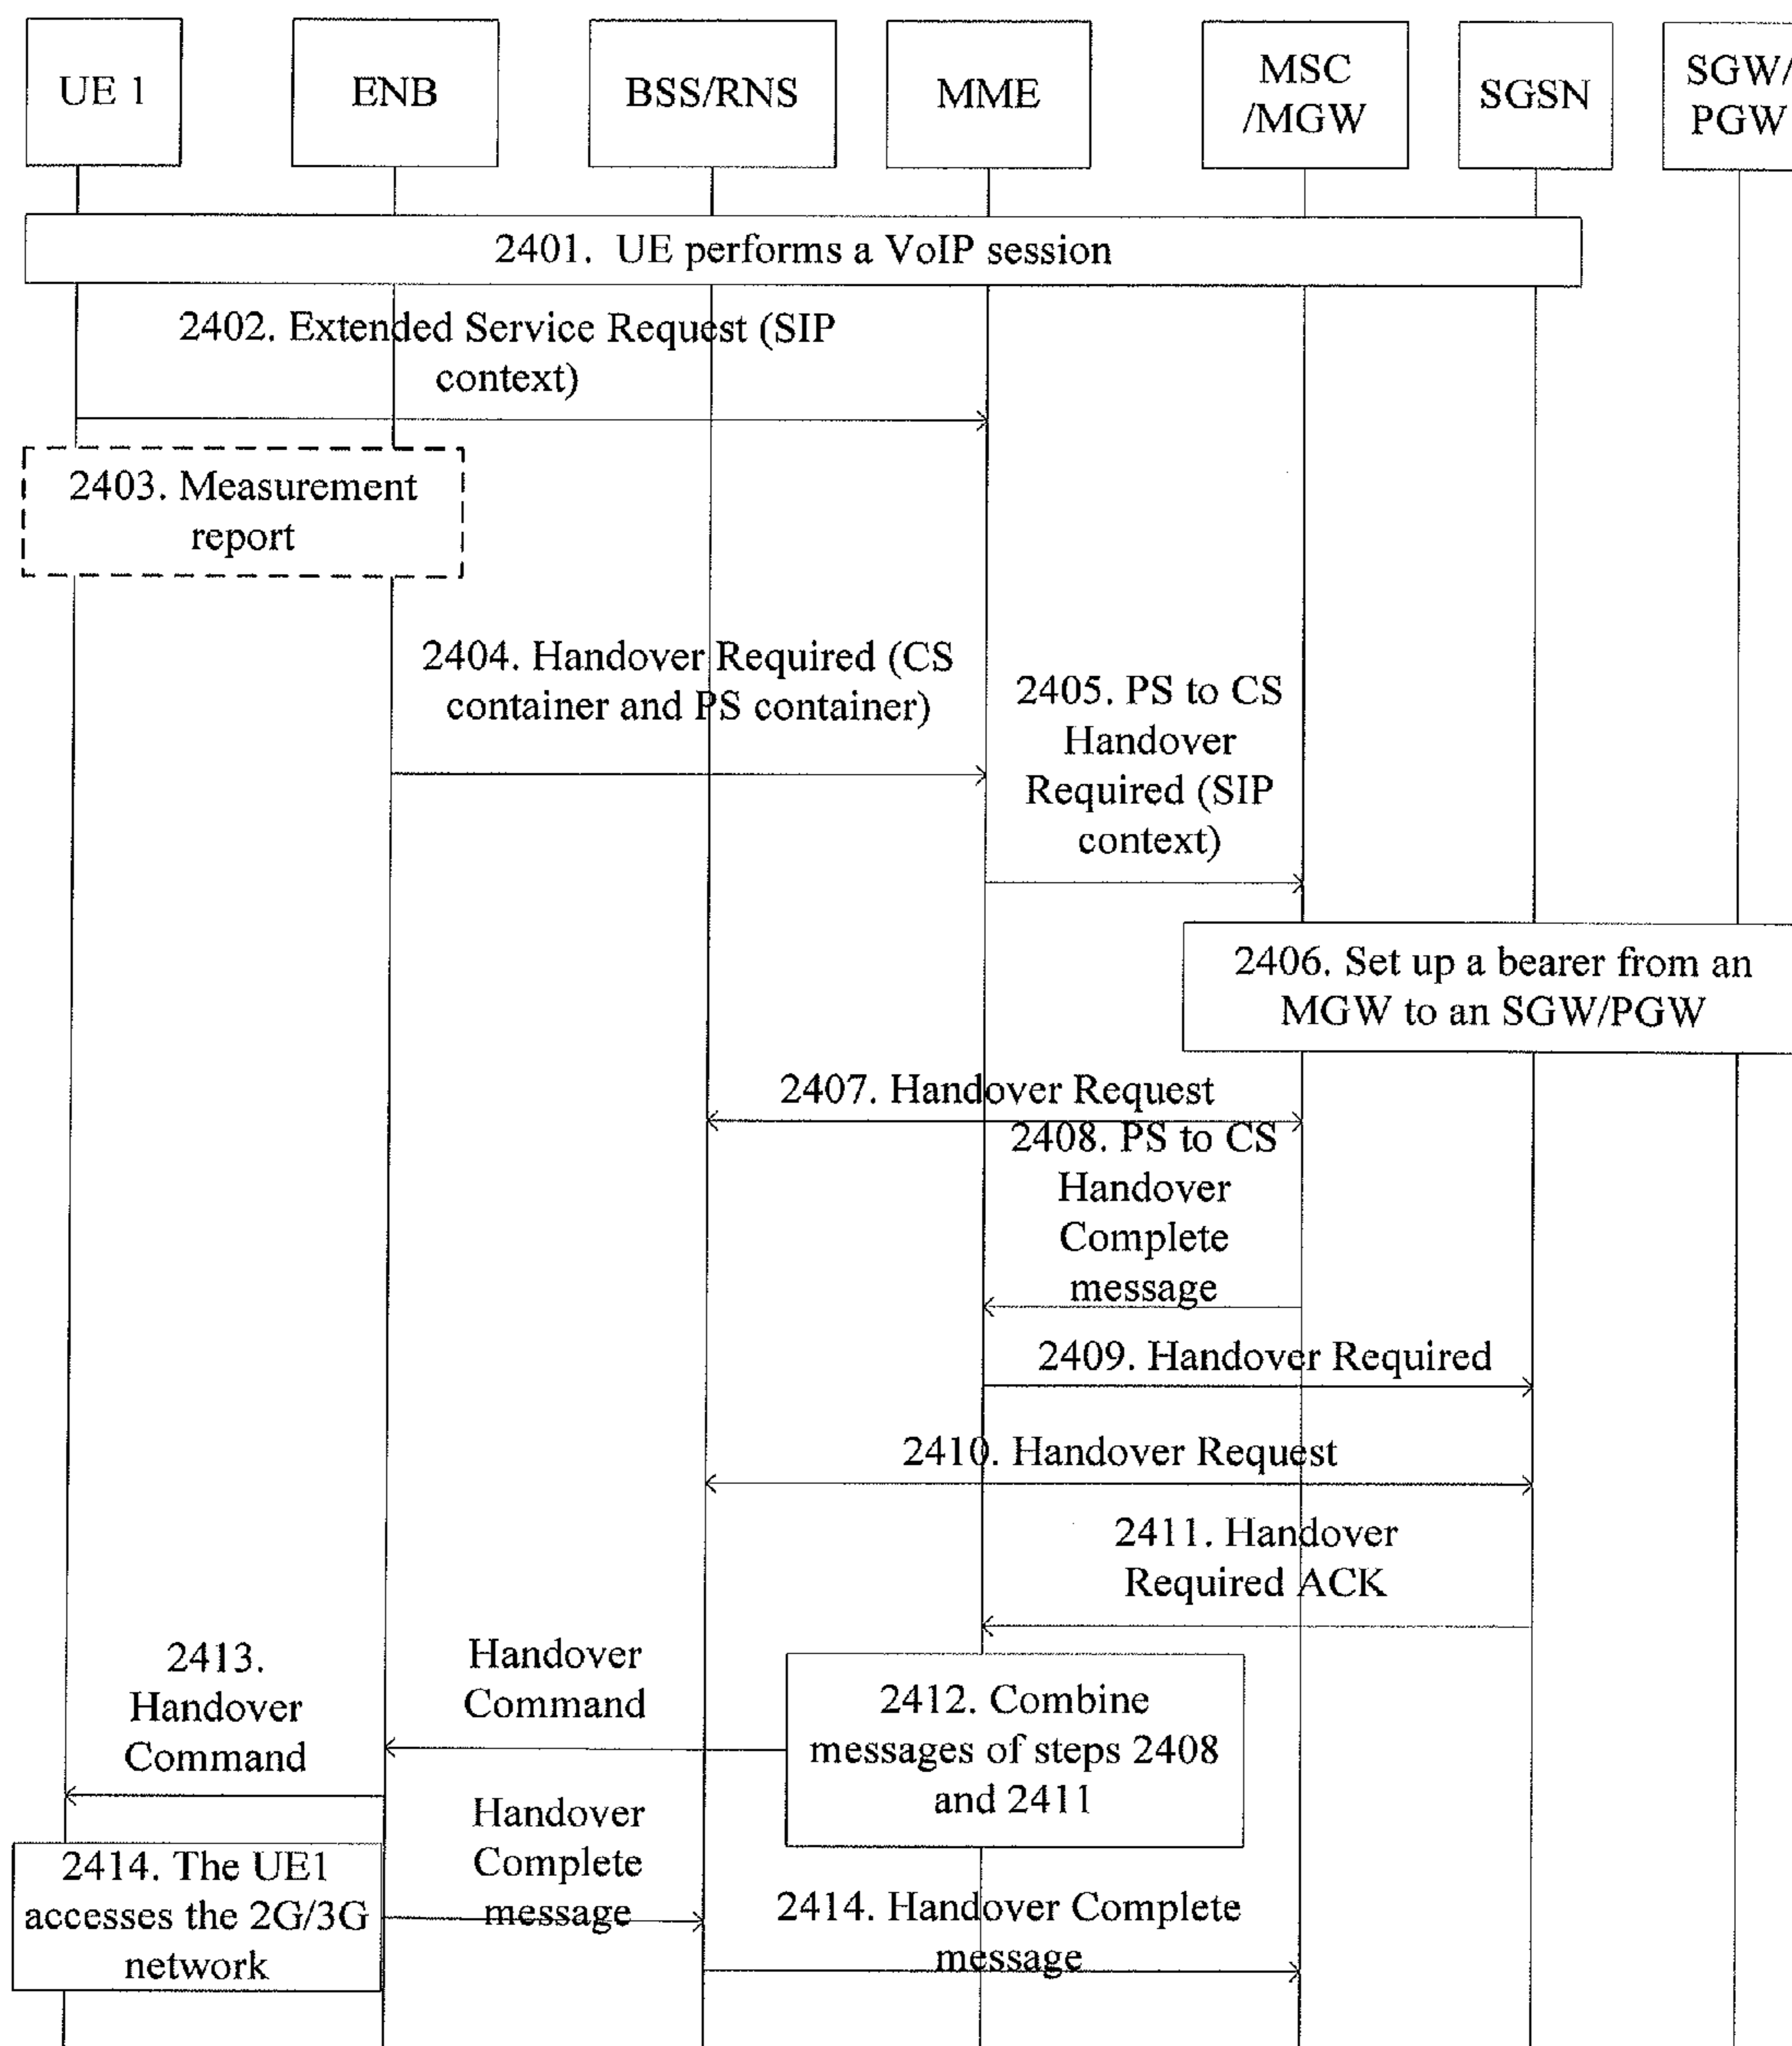 UE 1
ENB
BSS/RNS
MME
MSC
/MGW
SGSN
SGW/
PGW
2401. UE performs a VoIP session
2402. Extended Service Request (SIP
context)
2403. Measurement
report
2404. Handover Required (CS
container and PS container)
2405. PS to CS
Handover
Required (SIP
context)
2406. Set up a bearer from an
MGW to an SGW/PGW
2407. Handover Request
2408. PS to CS
Handover
Complete
message
2409. Handover Required
2410. Handover Request
2411. Handover
Required ACK
2412. Combine
messages of steps 2408
and 2411
Handover
Command
2413.
Handover
Command
Handover
Complete
message
2414. The UE1
accesses the 2G/3G
network
2414. Handover Complete
message